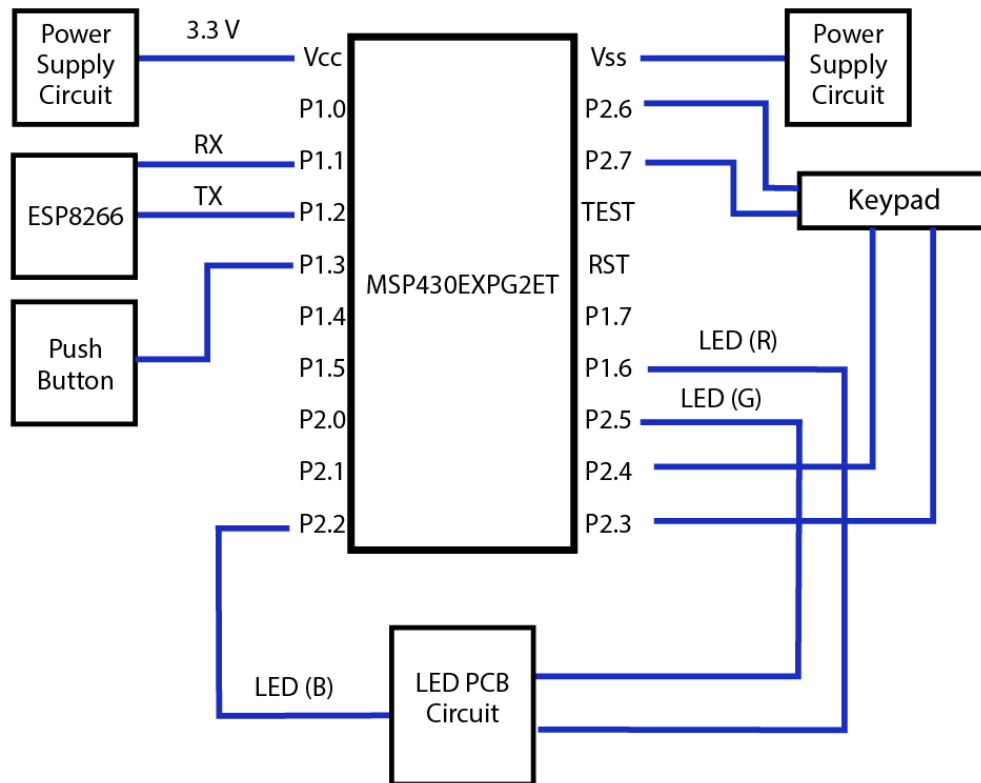 Power
Supply
Circuit
3.3 V
Vcc
P1.0
RX
P1.1
TX
P1.2
ESP8266
P1.3
P1.4
Push
Button
P1.5
P2.0
P2.1
P2.2
MSP430EXPG2ET
Vss
P2.6
P2.7
TEST
RST
P1.7
LED (R)
P1.6
LED (G)
P2.5
P2.4
P2.3
Power
Supply
Circuit
Keypad
LED (B)
LED PCB
Circuit